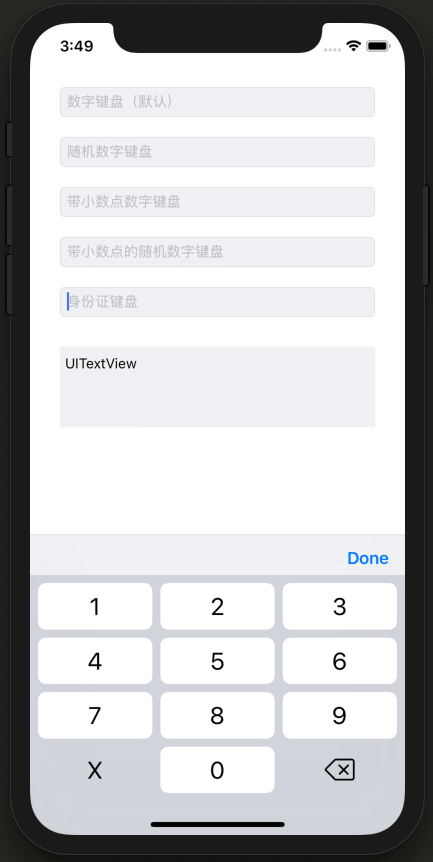 3:49
数字键盘（默认）
随机数字键盘
带小数点数字键盘
带小数点的随机数字键盘
身份证键盘
UITextView
Done
1 2 3
4 5 6
7 8 9
X 0